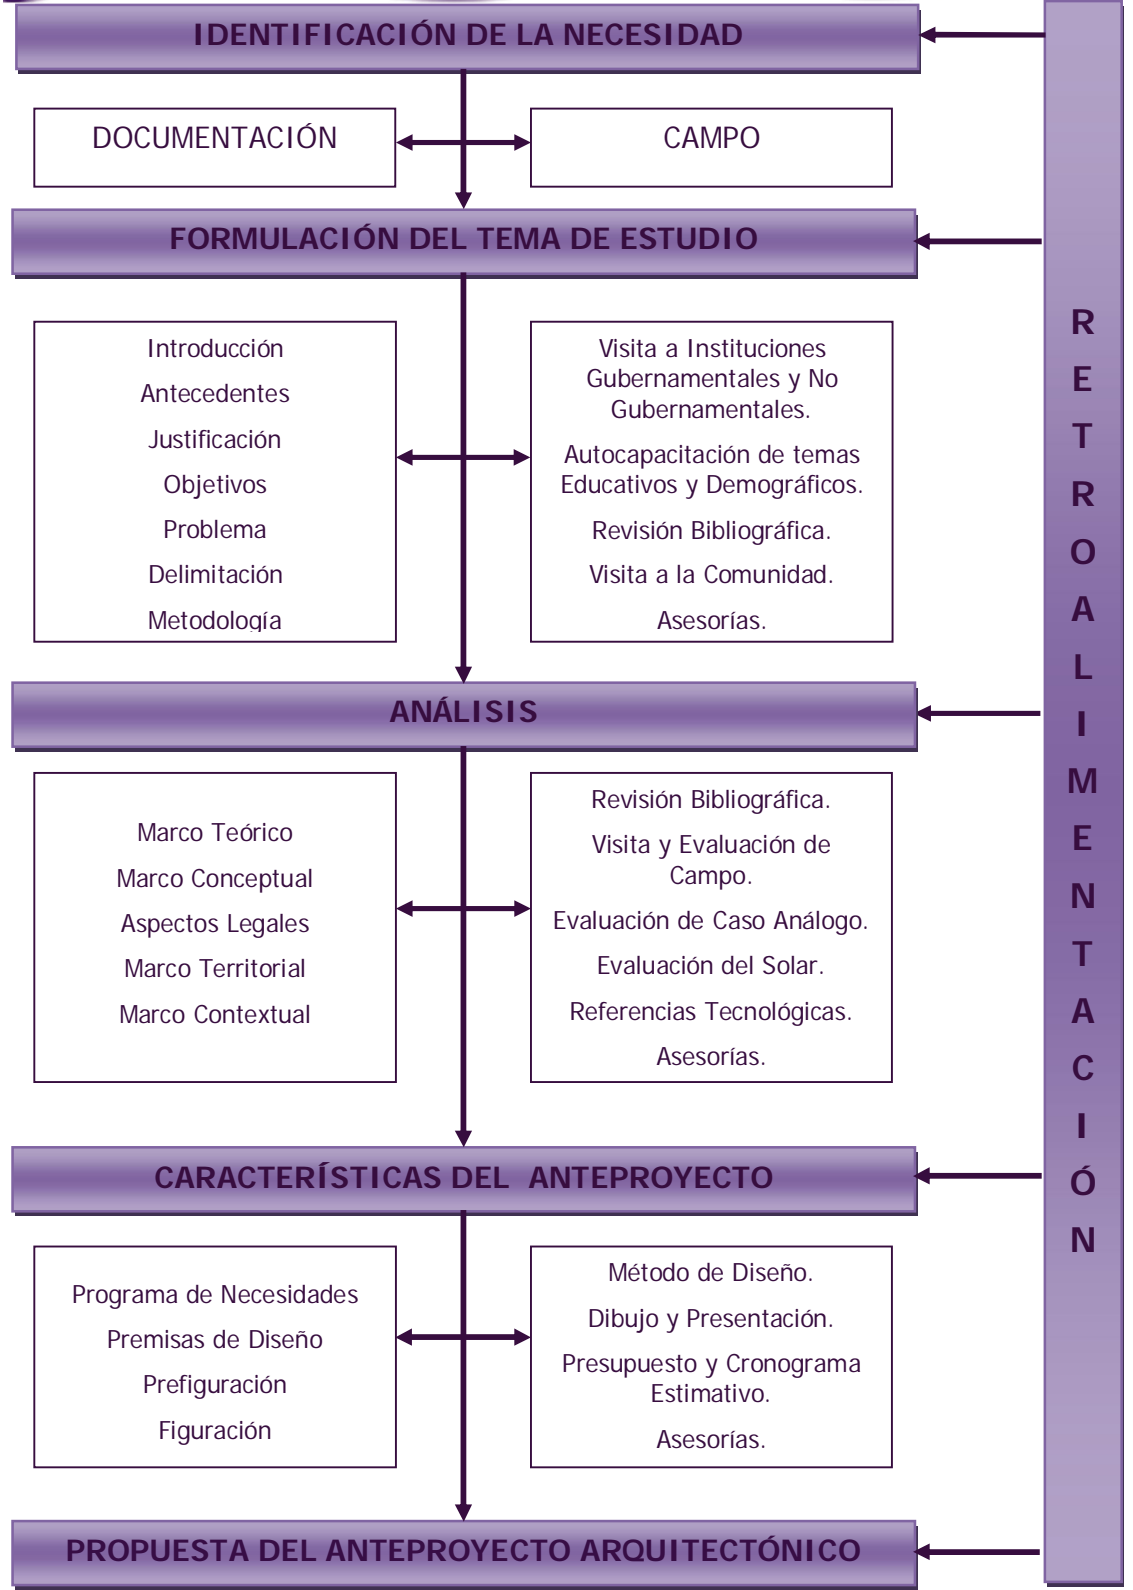 IDENTIFICACIÓN DE LA NECESIDAD
DOCUMENTACIÓN
CAMPO
FORMULACIÓN DEL TEMA DE ESTUDIO
Introducción
Antecedentes
Justificación
Objetivos
Problema
Delimitación
Metodología
Visita a Instituciones
Gubernamentales y No
Gubernamentales.
Autocapacitación de temas
Educativos y Demográficos.
Revisión Bibliográfica.
Visita a la Comunidad.
Asesorías.
ANÁLISIS
Marco Teórico
Marco Conceptual
Aspectos Legales
Marco Territorial
Marco Contextual
Revisión Bibliográfica.
Visita y Evaluación de
Campo.
Evaluación de Caso Análogo.
Evaluación del Solar.
Referencias Tecnológicas.
Asesorías.
CARACTERÍSTICAS DEL ANTEPROYECTO
Programa de Necesidades
Premisas de Diseño
Prefiguración
Figuración
Método de Diseño.
Dibujo y Presentación.
Presupuesto y Cronograma
Estimativo.
Asesorías.
PROPUESTA DEL ANTEPROYECTO ARQUITECTÓNICO
RETROALIMENTACIÓN